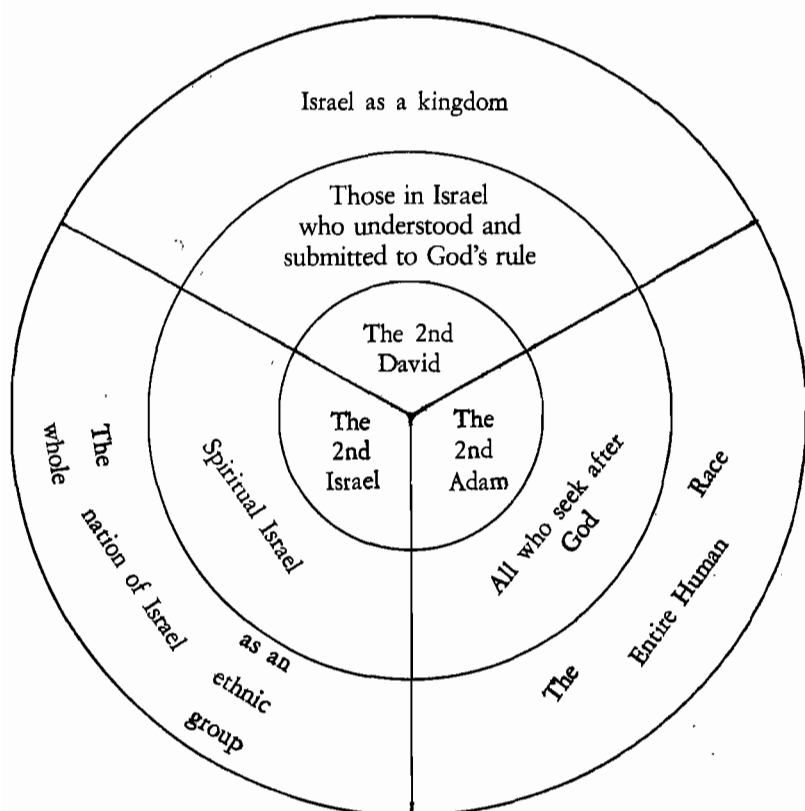 Israel as a kingdom
Those in Israel
who understood and
submitted to God's rule
The 2nd
David
The
2nd
Israel
The
2nd
Adam
Spiritual Israel
All who seek after
God
The
whole
nation of Israel
as an
ethnic
group
The
Entire Human
Race